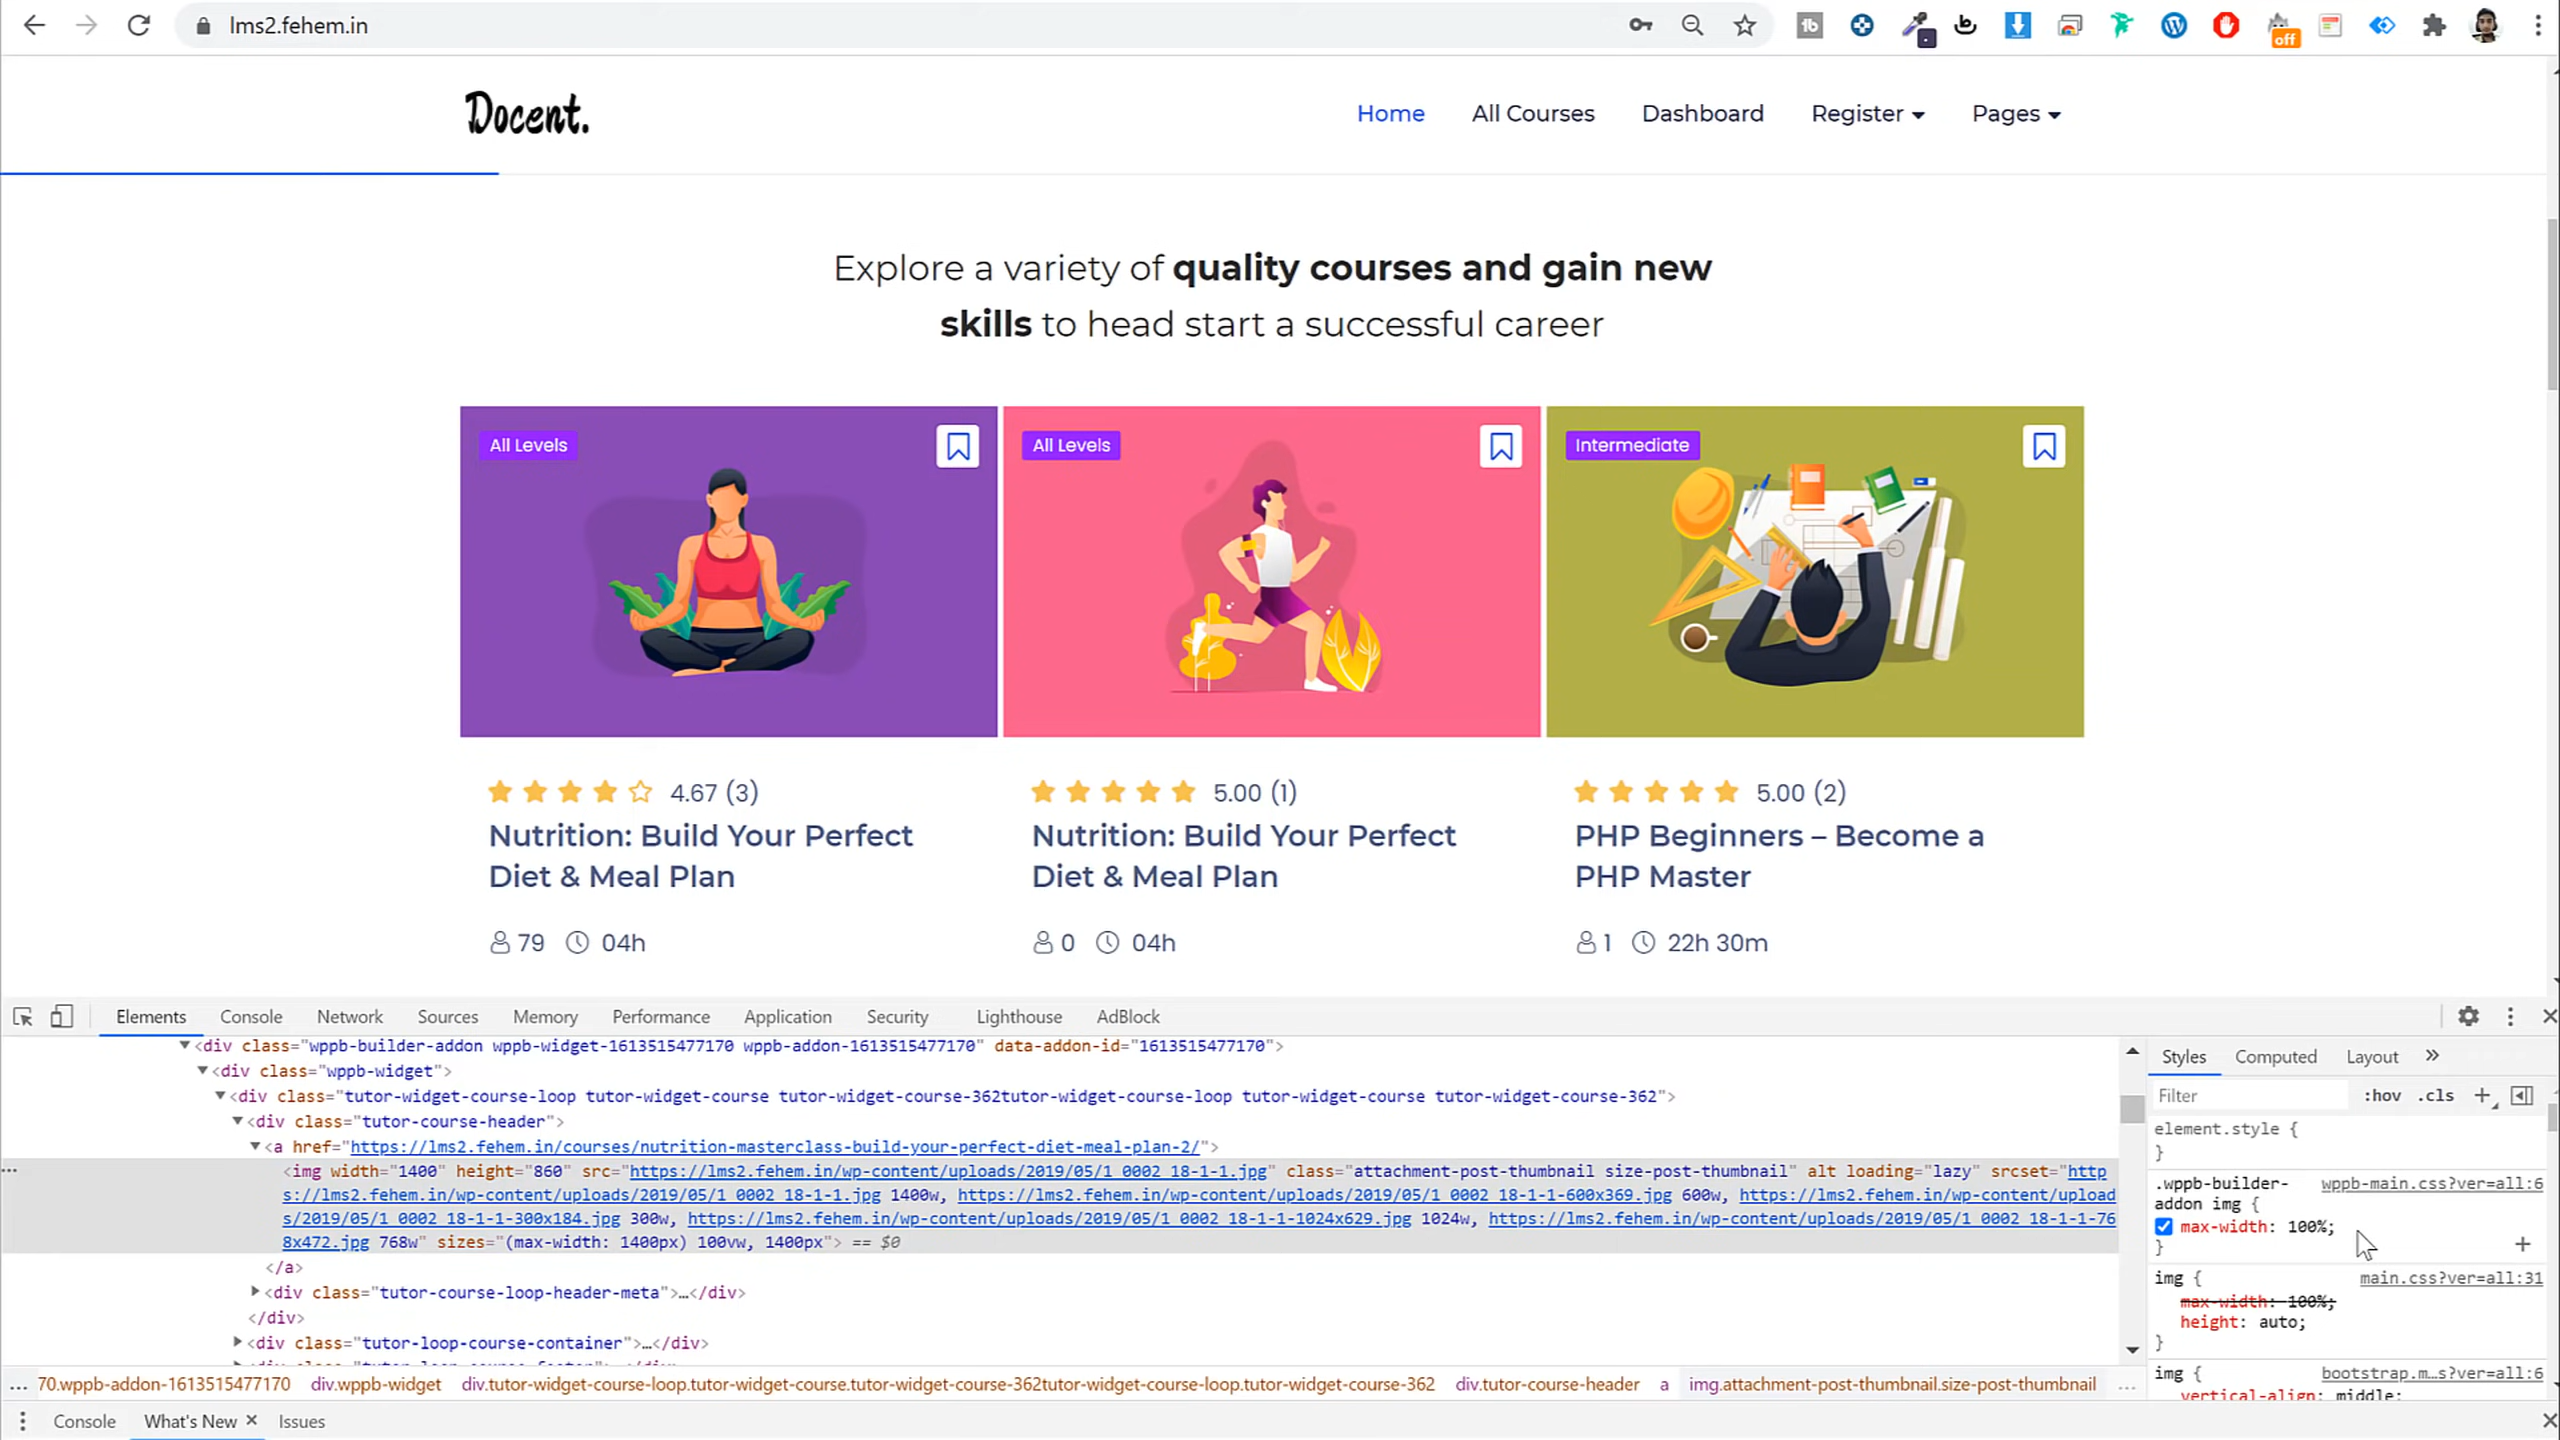 lms2.fehem.in
off
Docent.
Home
All Courses
Dashboard
Register
Pages
Explore a variety of quality courses and gain new
skills to head start a successful career
All Levels
All Levels
Intermediate
4.67 (3)
5.00 (1)
5.00 (2)
Nutrition: Build Your Perfect
Diet & Meal Plan
Nutrition: Build Your Perfect
Diet & Meal Plan
PHP Beginners – Become a
PHP Master
79 04h
0 04h
1 22h 30m
Elements Console Network Sources Memory Performance Application Security Lighthouse AdBlock
<div class="wppb-builder-addon wppb-widget-1613515477170 wppb-addon-1613515477170" data-addon-id="1613515477170">
<div class="wppb-widget">
<div class="tutor-widget-course-loop tutor-widget-course tutor-widget-course-362tutor-widget-course-loop tutor-widget-course tutor-widget-course-362">
<div class="tutor-course-header">
<a href="https://lms2.fehem.in/courses/nutrition-masterclass-build-your-perfect-diet-meal-plan-2/">
<img width="1400" height="860" src="https://lms2.fehem.in/wp-content/uploads/2019/05/1_0002_18-1-1.jpg" class="attachment-post-thumbnail size-post-thumbnail" alt loading="lazy" srcset="http
s://lms2.fehem.in/wp-content/uploads/2019/05/1_0002_18-1-1.jpg 1400w, https://lms2.fehem.in/wp-content/uploads/2019/05/1_0002_18-1-1-600x369.jpg 600w, https://lms2.fehem.in/wp-content/upload
s/2019/05/1_0002_18-1-1-300x184.jpg 300w, https://lms2.fehem.in/wp-content/uploads/2019/05/1_0002_18-1-1-1024x629.jpg 1024w, https://lms2.fehem.in/wp-content/uploads/2019/05/1_0002_18-1-1-76
8x472.jpg 768w" sizes="(max-width: 1400px) 100vw, 1400px"> == $0
</a>
<div class="tutor-course-loop-header-meta">…</div>
</div>
<div class="tutor-loop-course-container">…</div>
Styles Computed Layout
Filter :hov .cls
element.style {
}
.wppb-builder- wppb-main.css?ver=all:6
addon img {
max-width: 100%;
}
img { main.css?ver=all:31
max-width: 100%;
height: auto;
}
img { bootstrap.m…s?ver=all:6
vertical-align: middle;
... 70.wppb-addon-1613515477170 div.wppb-widget div.tutor-widget-course-loop.tutor-widget-course.tutor-widget-course-362tutor-widget-course-loop.tutor-widget-course-362 div.tutor-course-header a img.attachment-post-thumbnail.size-post-thumbnail ...
Console What's New Issues